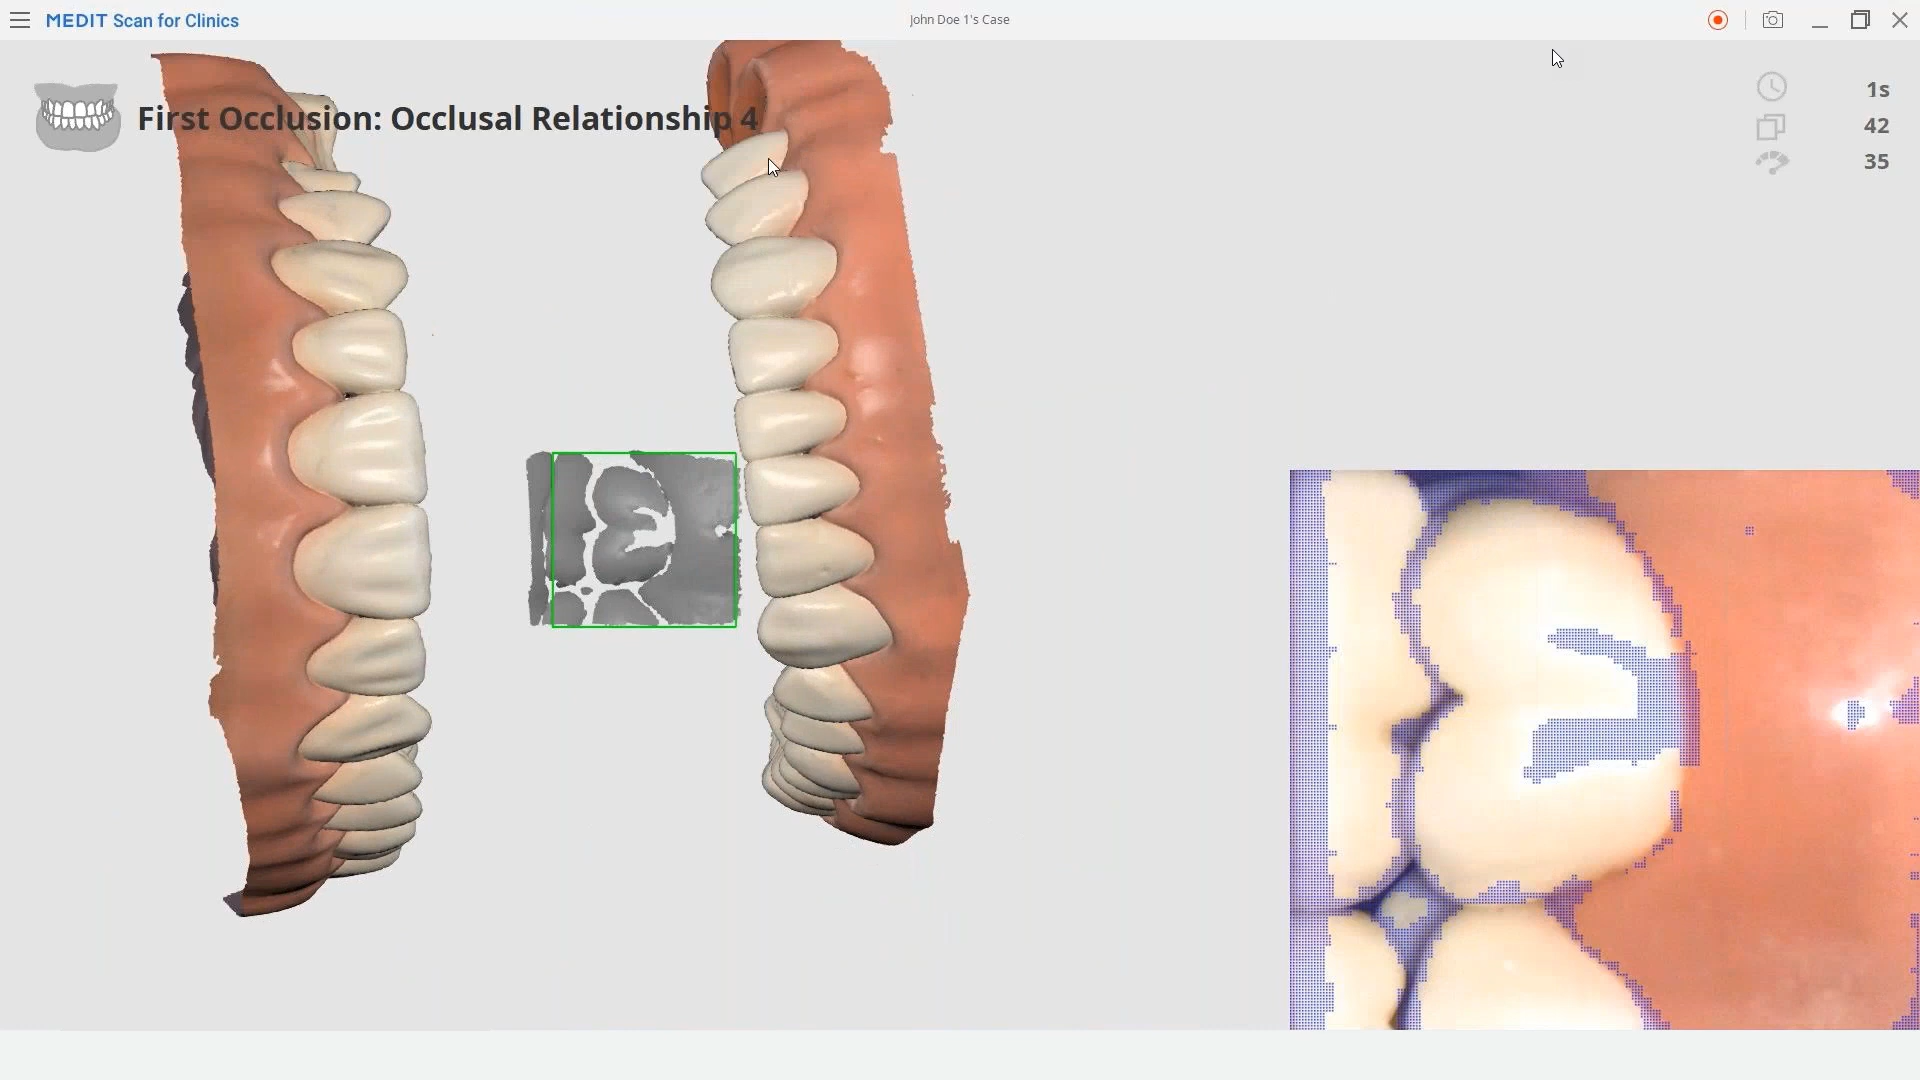 MEDIT Scan for Clinics
John Doe 1's Case
First Occlusion: Occlusal Relationship 4
1s
42
35